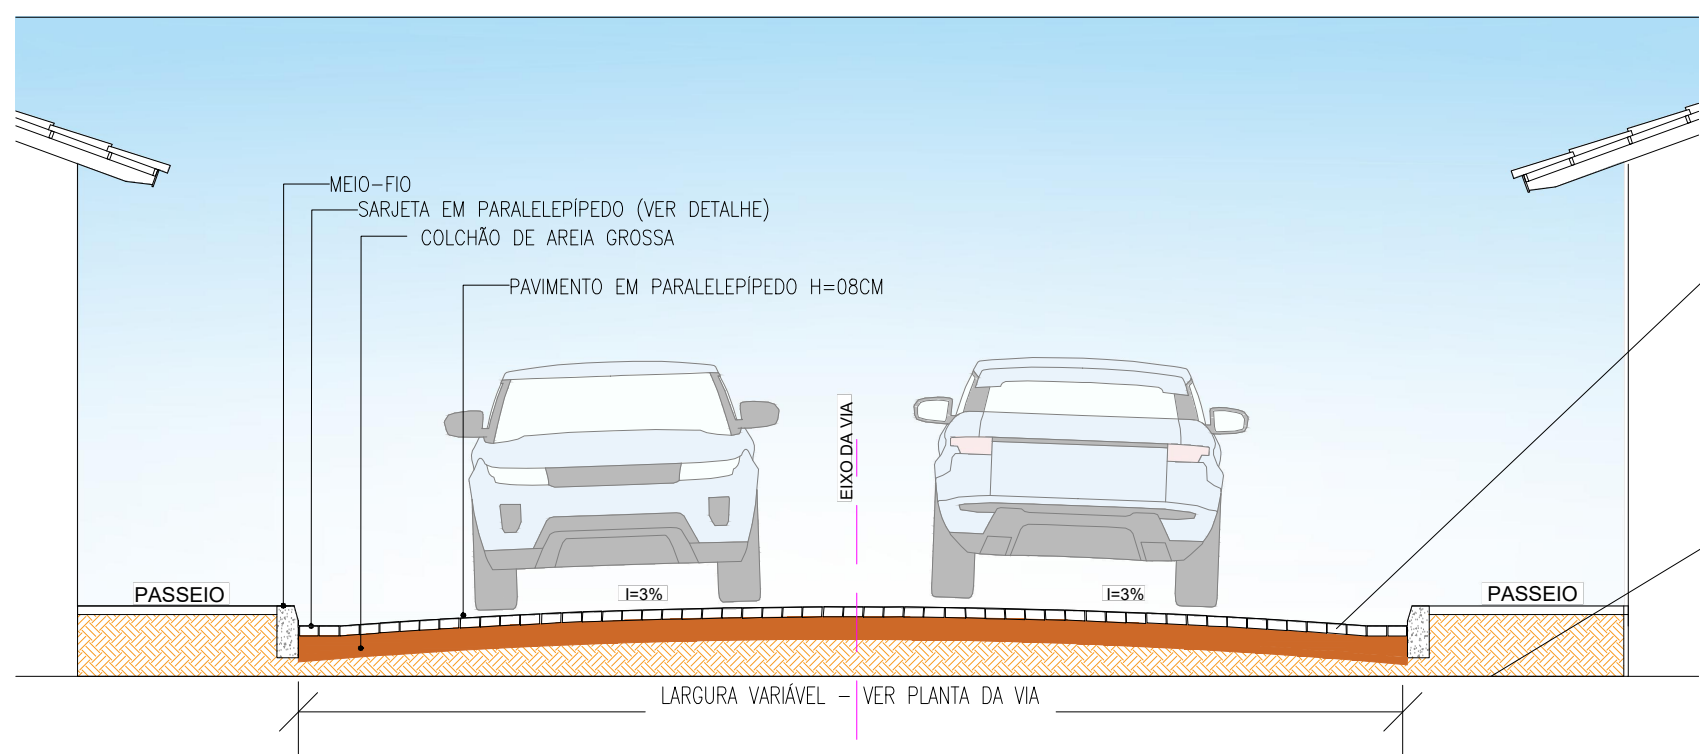 MEIO-FIO
SARJETA EM PARALELEPÍPEDO (VER DETALHE)
COLCHÃO DE AREIA GROSSA
PAVIMENTO EM PARALELEPÍPEDO H=08CM
EIXO DA VIA
PASSEIO
I=3%
I=3%
PASSEIO
LARGURA VARIÁVEL - VER PLANTA DA VIA